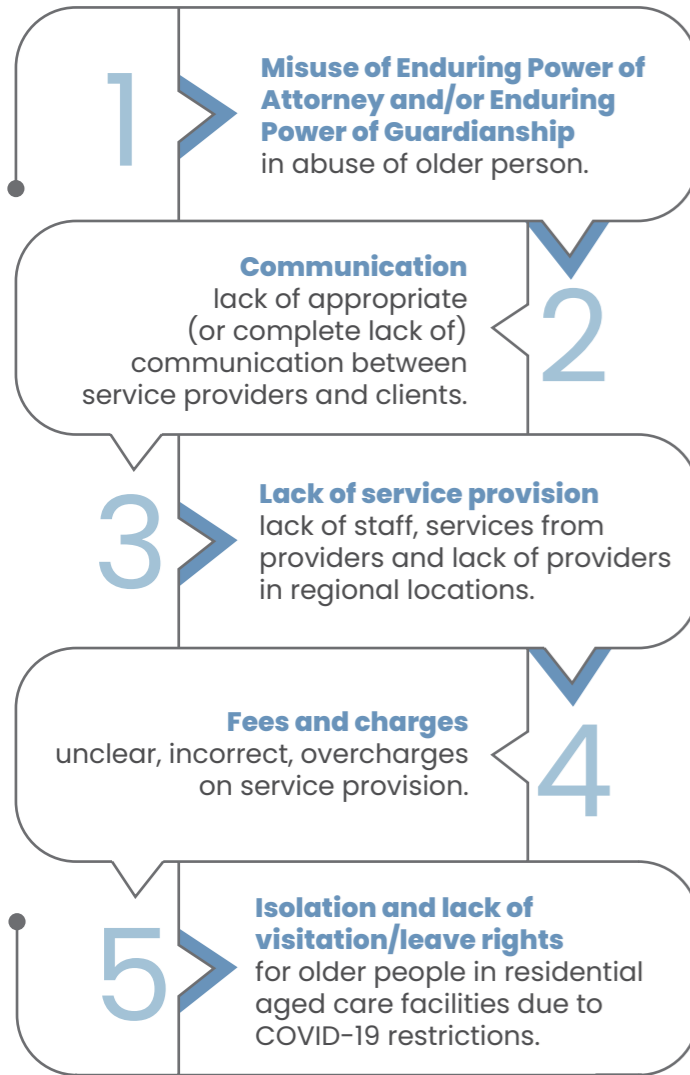 1
Misuse of Enduring Power of
Attorney and/or Enduring
Power of Guardianship
in abuse of older person.
2
Communication
lack of appropriate
(or complete lack of)
communication between
service providers and clients.
3
Lack of service provision
lack of staff, services from
providers and lack of providers
in regional locations.
4
Fees and charges
unclear, incorrect, overcharges
on service provision.
5
Isolation and lack of
visitation/leave rights
for older people in residential
aged care facilities due to
COVID-19 restrictions.